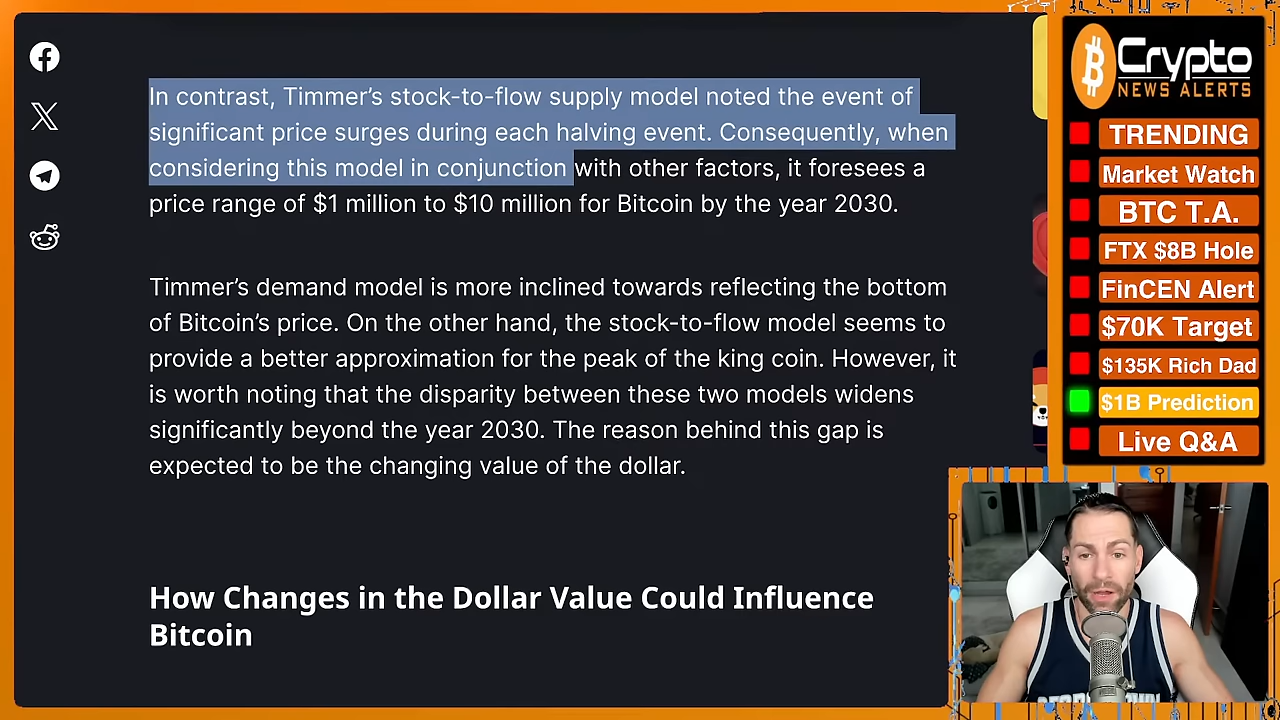 In contrast, Timmer’s stock-to-flow supply model noted the event of
significant price surges during each halving event. Consequently, when
considering this model in conjunction with other factors, it foresees a
price range of $1 million to $10 million for Bitcoin by the year 2030.
Timmer’s demand model is more inclined towards reflecting the bottom
of Bitcoin’s price. On the other hand, the stock-to-flow model seems to
provide a better approximation for the peak of the king coin. However, it
is worth noting that the disparity between these two models widens
significantly beyond the year 2030. The reason behind this gap is
expected to be the changing value of the dollar.
How Changes in the Dollar Value Could Influence
Bitcoin
Crypto
NEWS ALERTS
TRENDING
Market Watch
BTC T.A.
FTX $8B Hole
FinCEN Alert
$70K Target
$135K Rich Dad
$1B Prediction
Live Q&A